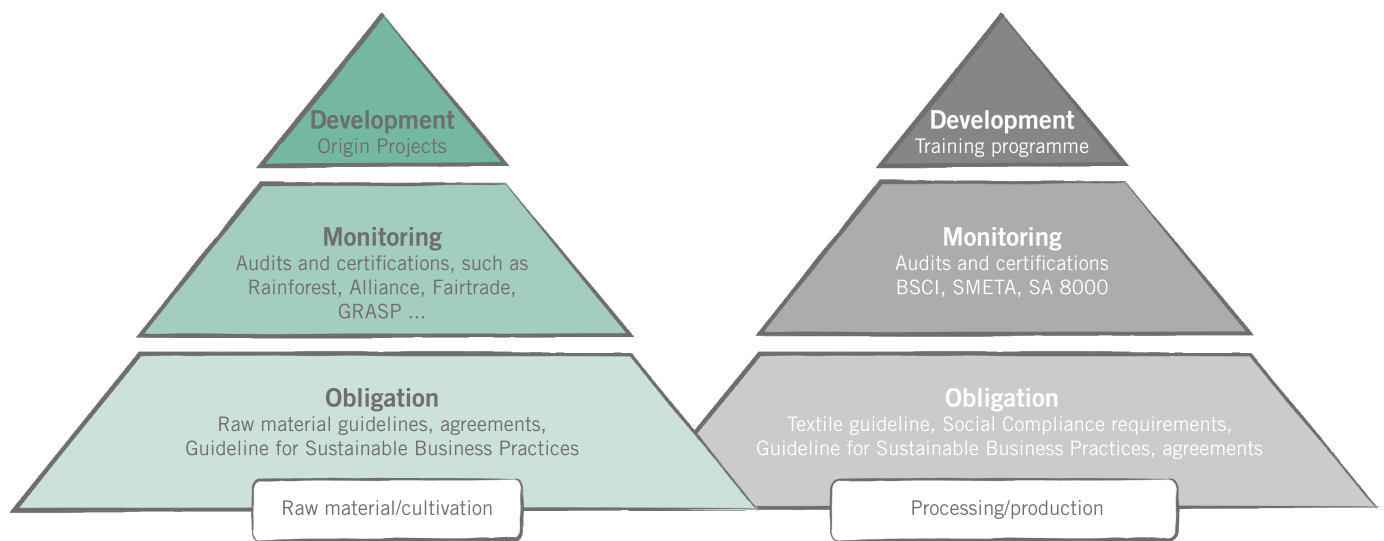 Development
Origin Projects
Monitoring
Audits and certifications, such as
Rainforest, Alliance, Fairtrade,
GRASP ...
Obligation
Raw material guidelines, agreements,
Guideline for Sustainable Business Practices
Raw material/cultivation
Development
Training programme
Monitoring
Audits and certifications
BSCI, SMETA, SA 8000
Obligation
Textile guideline, Social Compliance requirements,
Guideline for Sustainable Business Practices, agreements
Processing/production